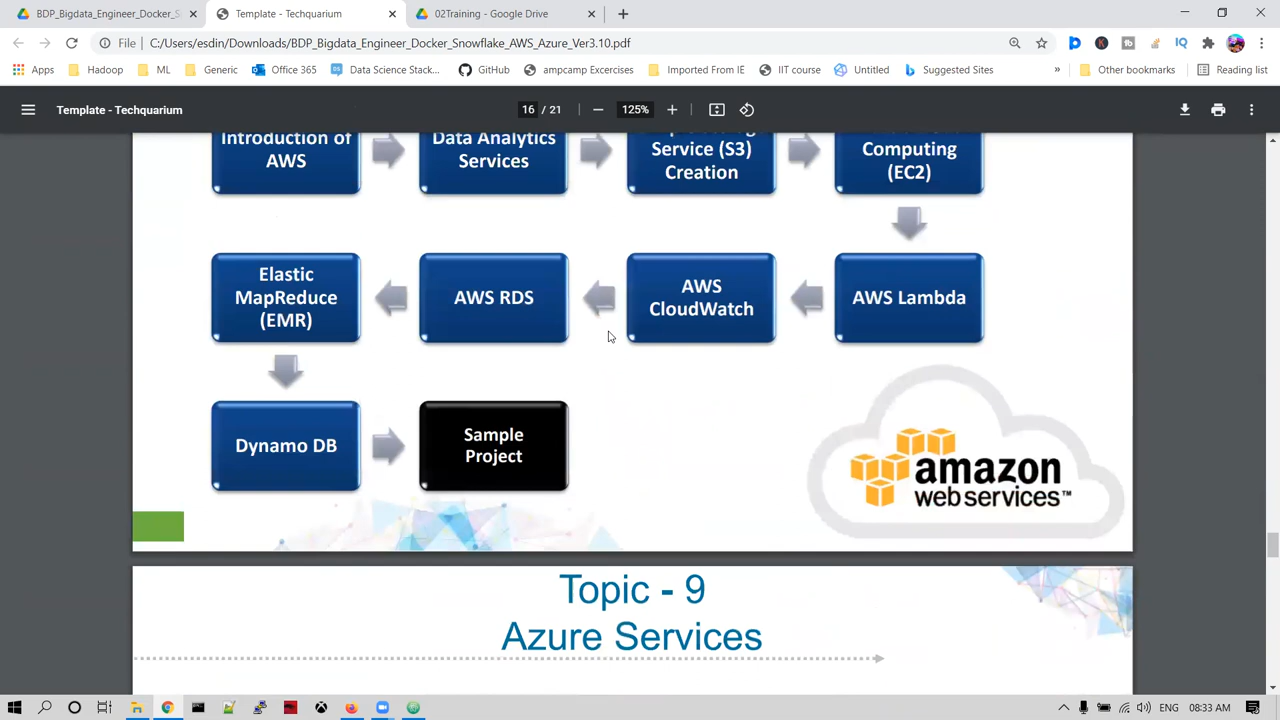 BDP_Bigdata_Engineer_Docker_S
Template - Techquarium
02Training - Google Drive
File
C:/Users/esdin/Downloads/BDP_Bigdata_Engineer_Docker_Snowflake_AWS_Azure_Ver3.10.pdf
Apps
Hadoop
ML
Generic
Office 365
Data Science Stack...
GitHub
ampcamp Excercises
Imported From IE
IIT course
Untitled
Suggested Sites
»
Other bookmarks
Reading list
Template - Techquarium
16 / 21
125%
Introduction of
AWS
Data Analytics
Services
Service (S3)
Creation
Computing
(EC2)
Elastic
MapReduce
(EMR)
AWS RDS
AWS
CloudWatch
AWS Lambda
Dynamo DB
Sample
Project
amazon
web services™
Topic - 9
Azure Services
ENG
08:33 AM